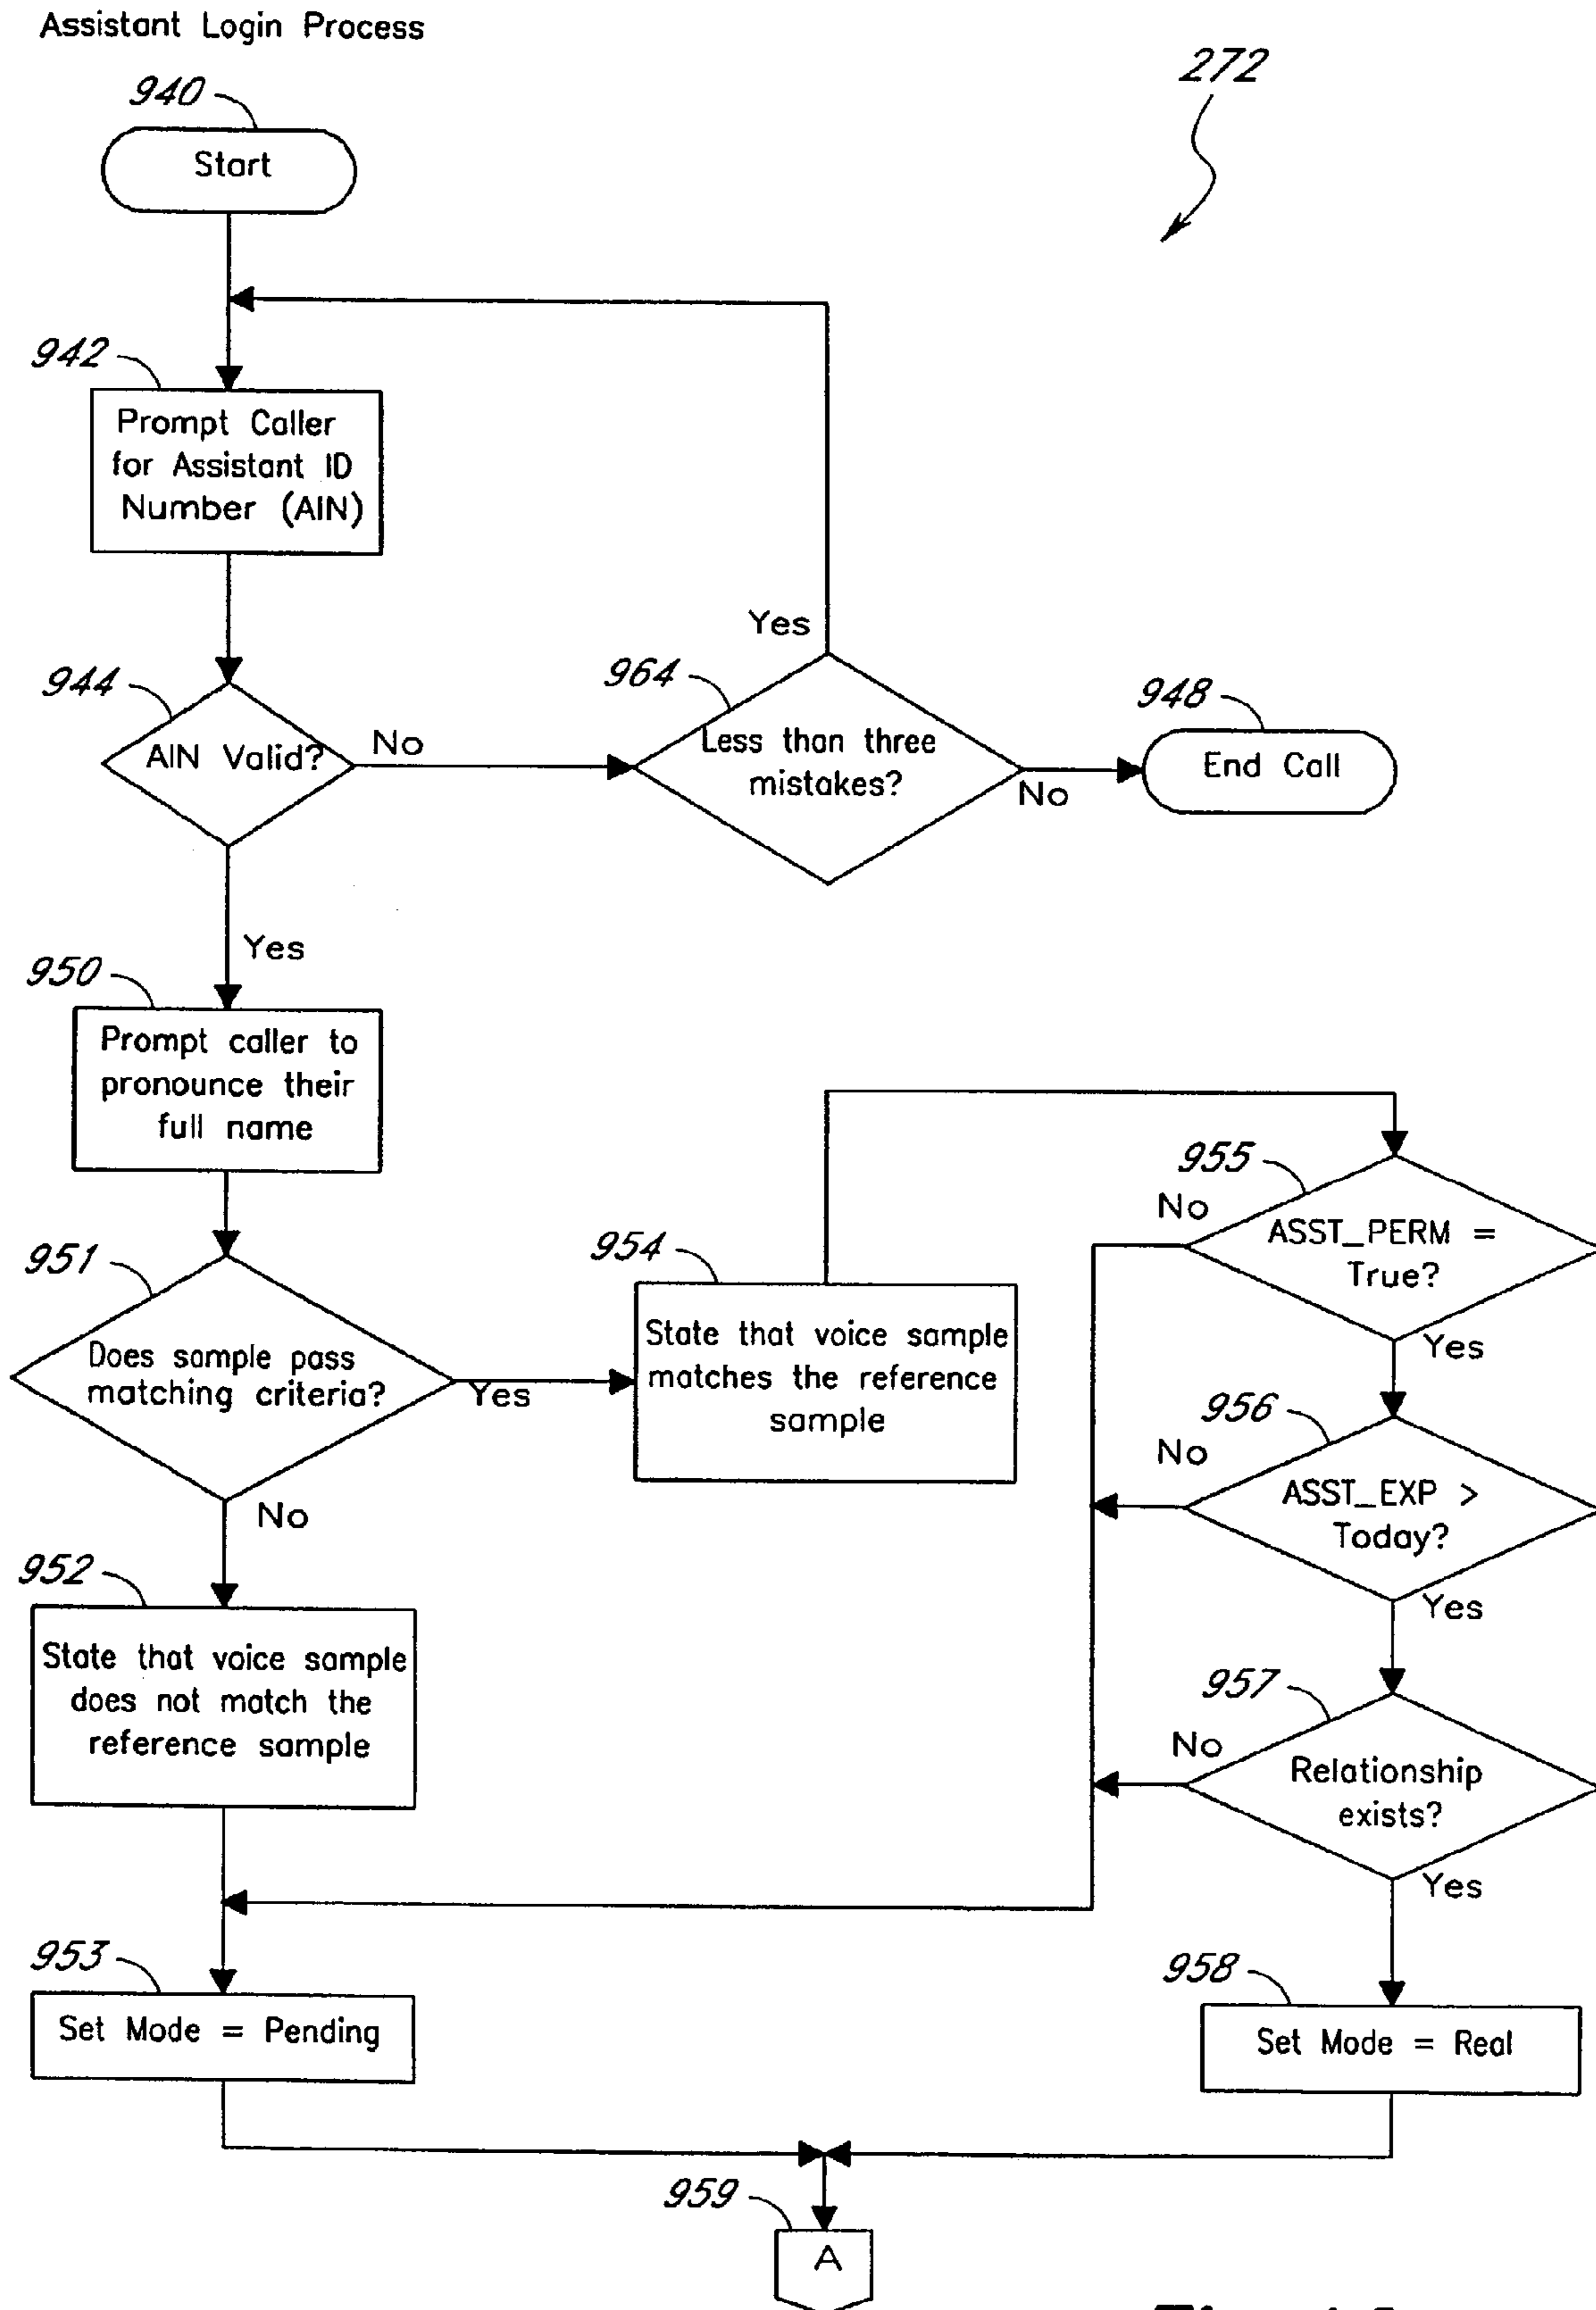 Assistant Login Process
272
940
Start
942
Prompt Caller
for Assistant ID
Number (AIN)
944
AIN Valid?
No
Yes
964
Less than three
mistakes?
Yes
No
948
End Call
950
Prompt caller to
pronounce their
full name
951
Does sample pass
matching criteria?
Yes
No
954
State that voice sample
matches the reference
sample
955
No
ASST_PERM =
True?
Yes
956
No
ASST_EXP >
Today?
Yes
957
No
Relationship
exists?
Yes
952
State that voice sample
does not match the
reference sample
953
Set Mode = Pending
958
Set Mode = Real
959
A